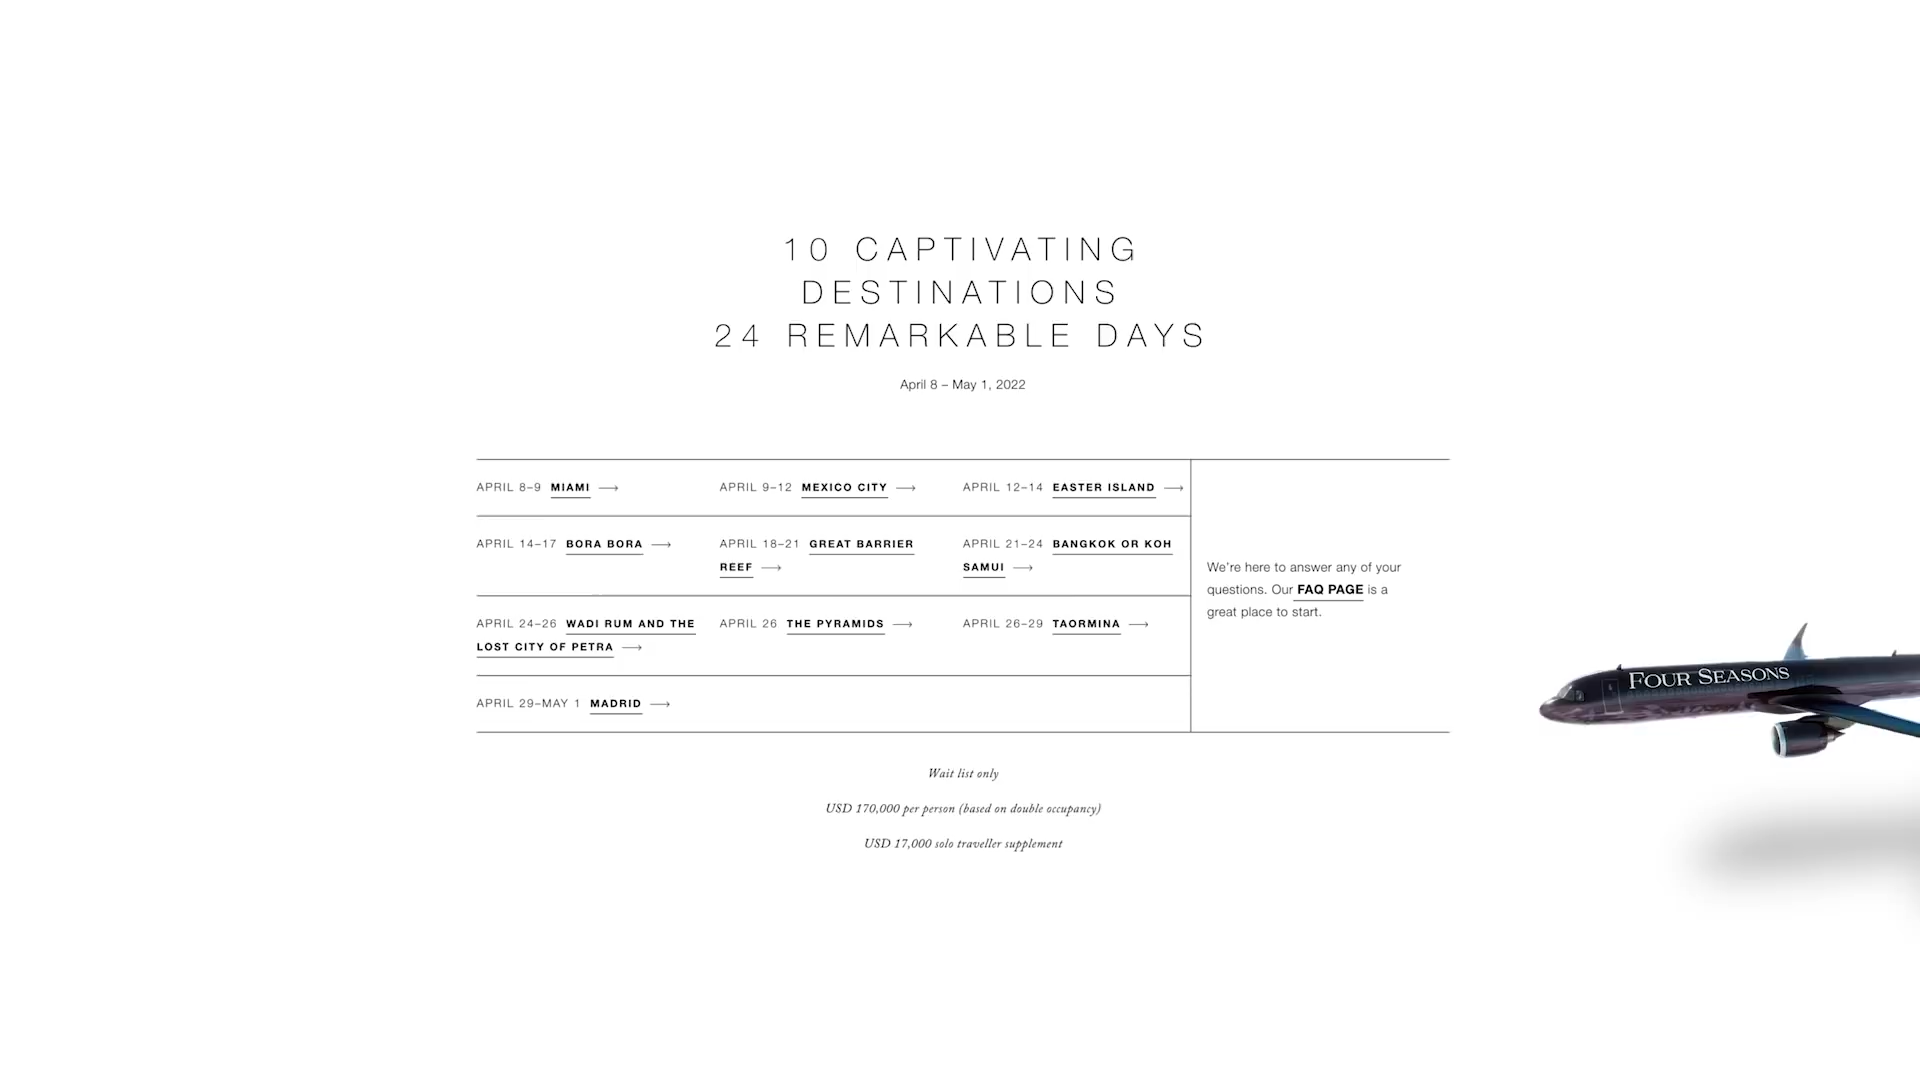 10 CAPTIVATING
DESTINATIONS
24 REMARKABLE DAYS
April 8 – May 1, 2022
APRIL 8–9 MIAMI →
APRIL 9–12 MEXICO CITY →
APRIL 12–14 EASTER ISLAND →
APRIL 14–17 BORA BORA →
APRIL 18–21 GREAT BARRIER
REEF →
APRIL 21–24 BANGKOK OR KOH
SAMUI →
APRIL 24–26 WADI RUM AND THE
LOST CITY OF PETRA →
APRIL 26 THE PYRAMIDS →
APRIL 26–29 TAORMINA →
APRIL 29–MAY 1 MADRID →
We’re here to answer any of your
questions. Our FAQ PAGE is a
great place to start.
FOUR SEASONS
Wait list only
USD 170,000 per person (based on double occupancy)
USD 17,000 solo traveller supplement